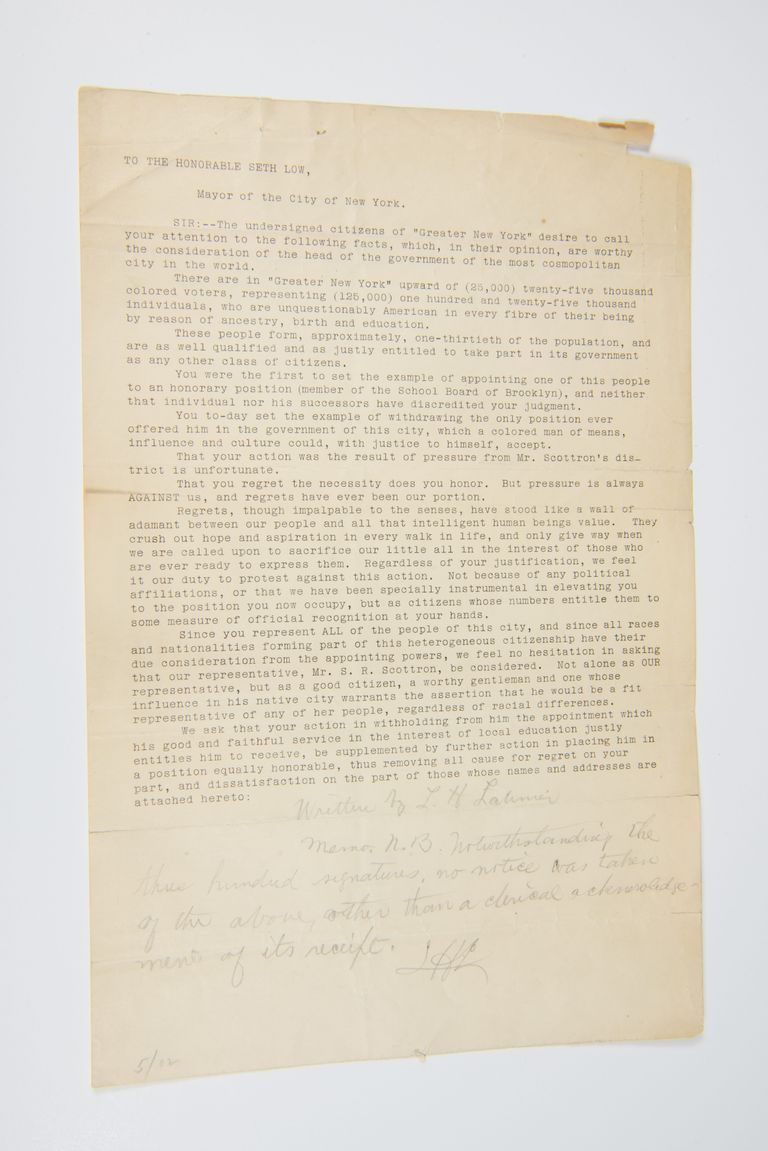 TO THE HONORABLE SETH LOW,
Mayor of the City of New York.
SIR:--The undersigned citizens of "Greater New York" desire to call
your attention to the following facts, which, in their opinion, are worthy
the consideration of the head of the government of the most cosmopolitan
city in the world.
There are in "Greater New York" upward of (25,000) twenty-five thousand
colored voters, representing (125,000) one hundred and twenty-five thousand
individuals, who are unquestionably American in every fibre of their being
by reason of ancestry, birth and education.
These people form, approximately, one-thirtieth of the population, and
are as well qualified and as justly entitled to take part in its government
as any other class of citizens.
You were the first to set the example of appointing one of this people
to an honorary position (member of the School Board of Brooklyn), and neither
that individual nor his successors have discredited your judgment.
You to-day set the example of withdrawing the only position ever
offered him in the government of this city, which a colored man of means,
influence and culture could, with justice to himself, accept.
That your action was the result of pressure from Mr. Scottron's dis-
trict is unfortunate.
That you regret the necessity does you honor. But pressure is always
AGAINST us, and regrets have ever been our portion.
Regrets, though impalpable to the senses, have stood like a wall of
adamant between our people and all that intelligent human beings value. They
crush out hope and aspiration in every walk in life, and only give way when
we are called upon to sacrifice our little all in the interest of those who
are ever ready to express them. Regardless of your justification, we feel
it our duty to protest against this action. Not because of any political
affiliations, or that we have been specially instrumental in elevating you
to the position you now occupy, but as citizens whose numbers entitle them to
some measure of official recognition at your hands.
Since you represent ALL of the people of this city, and since all races
and nationalities forming part of this heterogeneous citizenship have their
due consideration from the appointing powers, we feel no hesitation in asking
that our representative, Mr. S. R. Scottron, be considered. Not alone as OUR
representative, but as a good citizen, a worthy gentleman and one whose
influence in his native city warrants the assertion that he would be a fit
representative of any of her people, regardless of racial differences.
We ask that your action in withholding from him the appointment which
his good and faithful service in the interest of local education justly
entitles him to receive, be supplemented by further action in placing him in
a position equally honorable, thus removing all cause for regret on your
part, and dissatisfaction on the part of those whose names and addresses are
attached hereto:
Written by L. H Latimer
Memo. N.B. Notwithstanding the
three hundred signatures, no notice was taken
of the above, other than a clerical acknowledge-
ment of its receipt. LHL
5/02